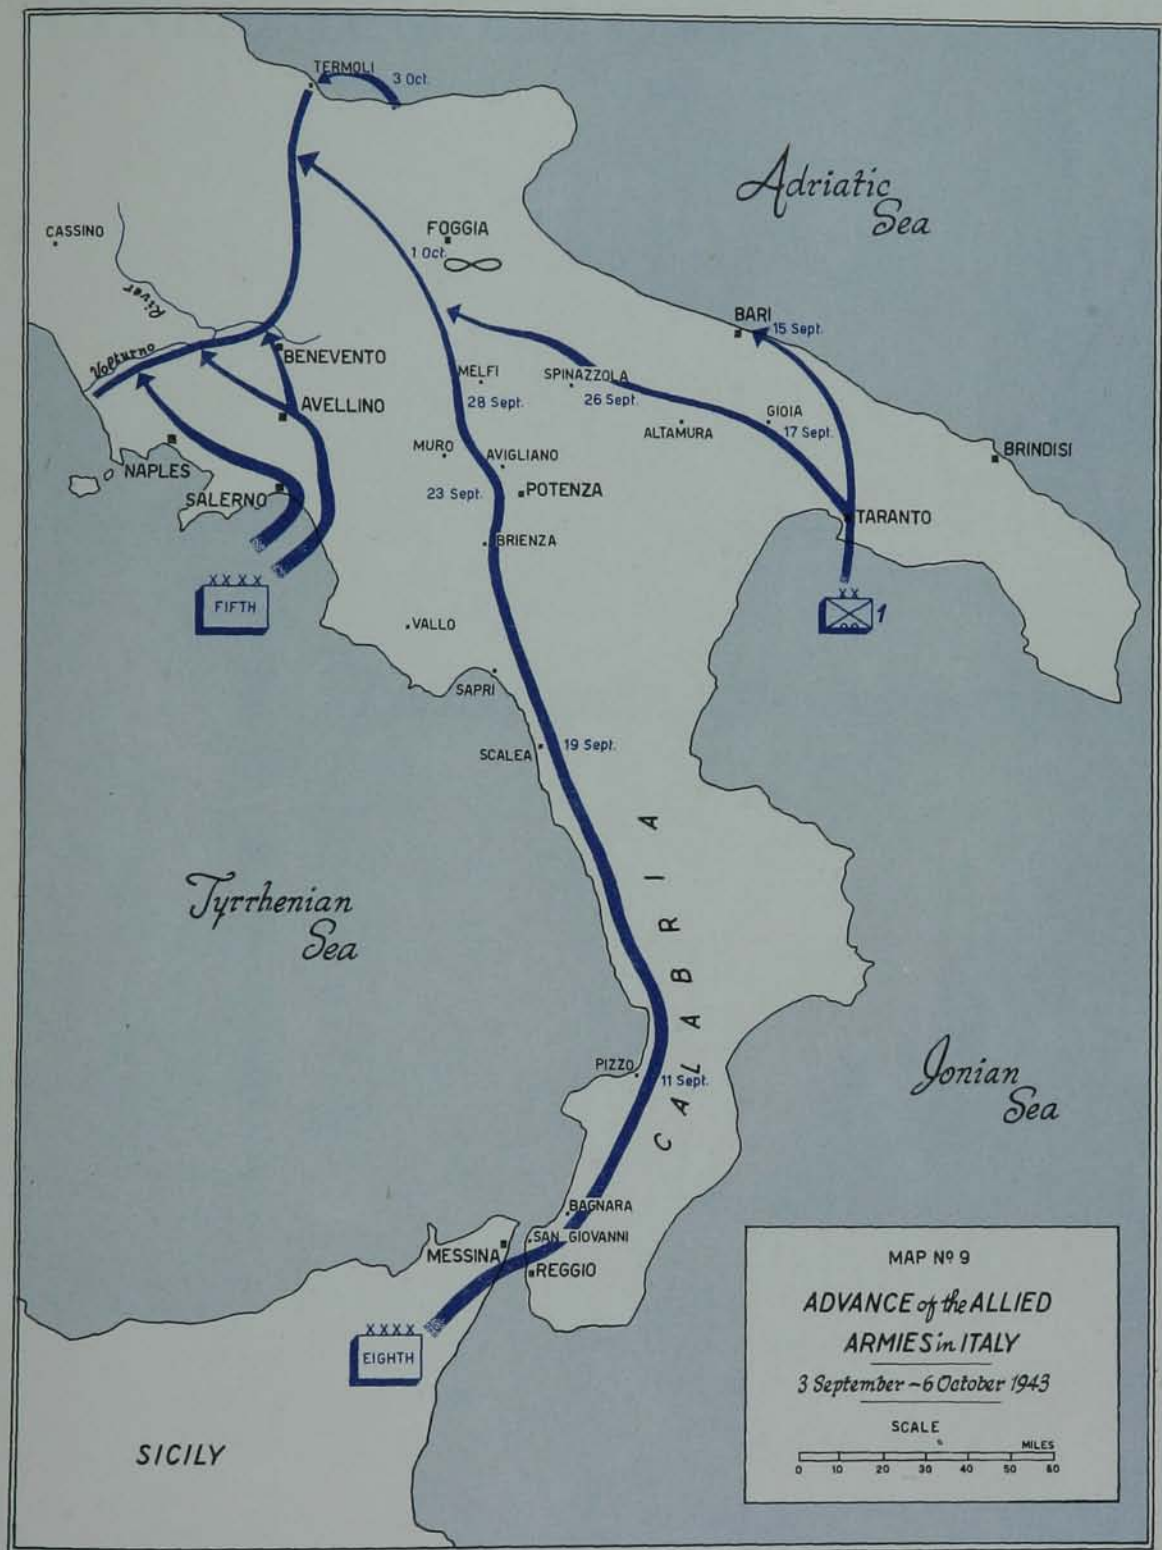 TERMOLI
3 Oct.
Adriatic
Sea
CASSINO
FOGGIA
1 Oct.
River
Volturno
BARI
15 Sept.
BENEVENTO
MELFI
28 Sept.
SPINAZZOLA
26 Sept.
AVELLINO
GIOIA
17 Sept.
ALTAMURA
BRINDISI
NAPLES
MURO
AVIGLIANO
SALERNO
23 Sept.
POTENZA
TARANTO
BRIENZA
XXXX
FIFTH
XX
1
VALLO
SAPRI
SCALEA
19 Sept.
CALABRIA
Tyrrhenian
Sea
PIZZO
11 Sept.
Jonian
Sea
BAGNARA
SAN GIOVANNI
MESSINA
REGGIO
XXXX
EIGHTH
SICILY
MAP Nº 9
ADVANCE of the ALLIED
ARMIES in ITALY
3 September – 6 October 1943
SCALE
MILES
0 10 20 30 40 50 60